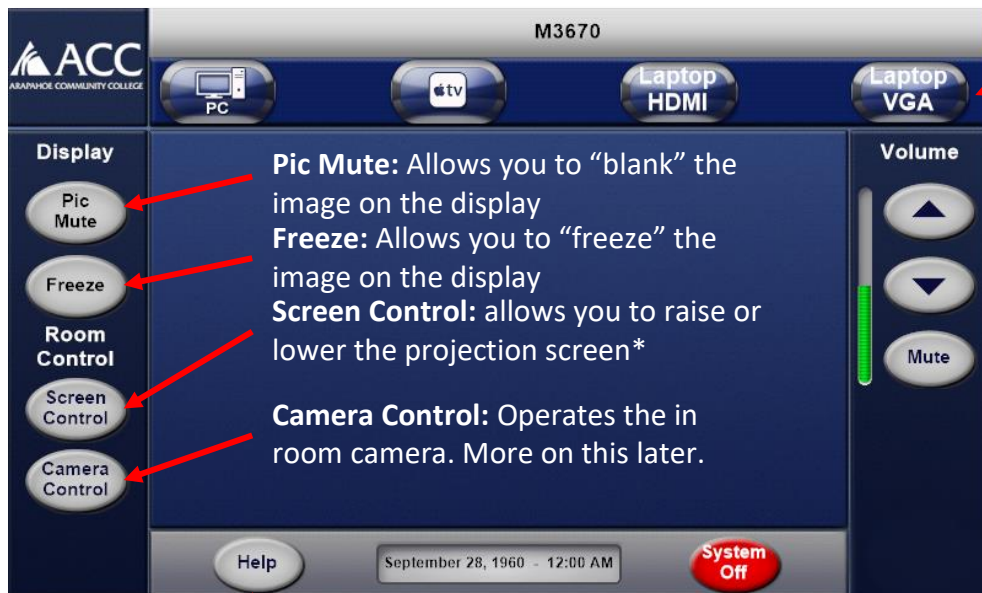 M3670
ACC
ARAPAHOE COMMUNITY COLLEGE
PC
tv
Laptop
HDMI
Laptop
VGA
Display
Pic
Mute
Freeze
Room
Control
Screen
Control
Camera
Control
Pic Mute: Allows you to “blank” the
image on the display
Freeze: Allows you to “freeze” the
image on the display
Screen Control: allows you to raise or
lower the projection screen*
Camera Control: Operates the in
room camera. More on this later.
Volume
Mute
Help
September 28, 1960 - 12:00 AM
System
Off